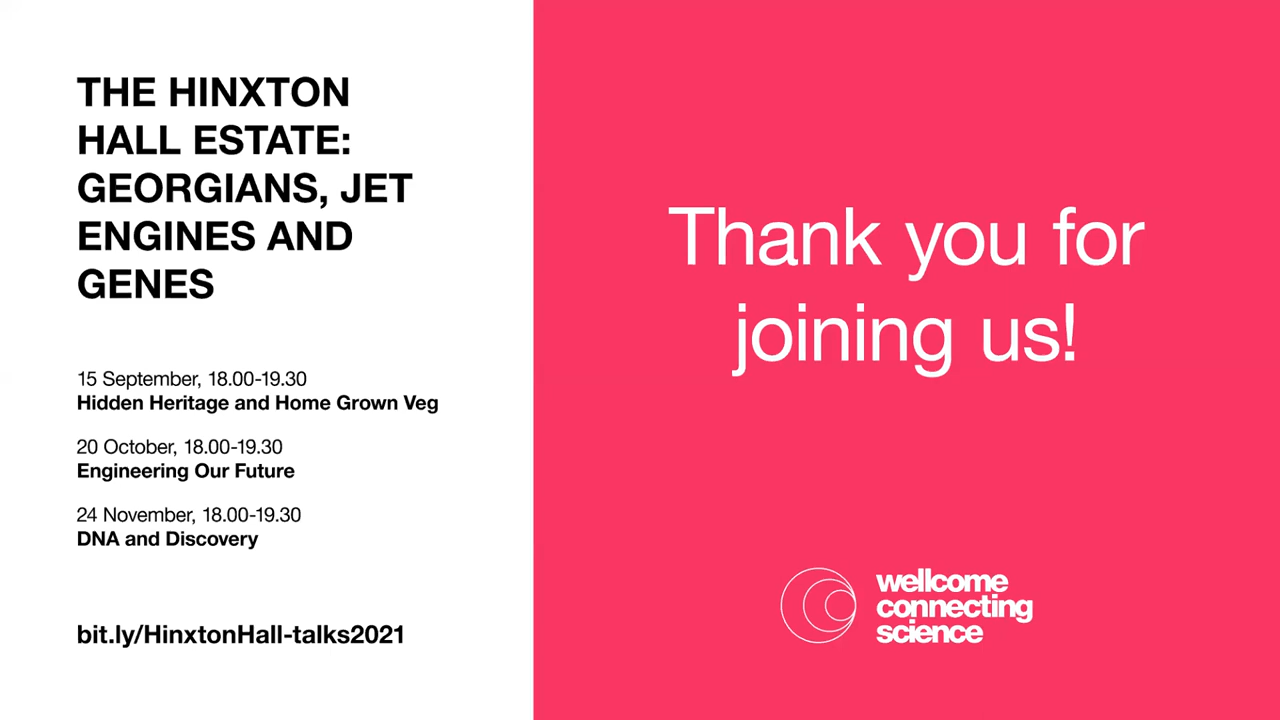 THE HINXTON
HALL ESTATE:
GEORGIANS, JET
ENGINES AND
GENES
15 September, 18.00-19.30
Hidden Heritage and Home Grown Veg
20 October, 18.00-19.30
Engineering Our Future
24 November, 18.00-19.30
DNA and Discovery
bit.ly/HinxtonHall-talks2021
Thank you for
joining us!
wellcome
connecting
science